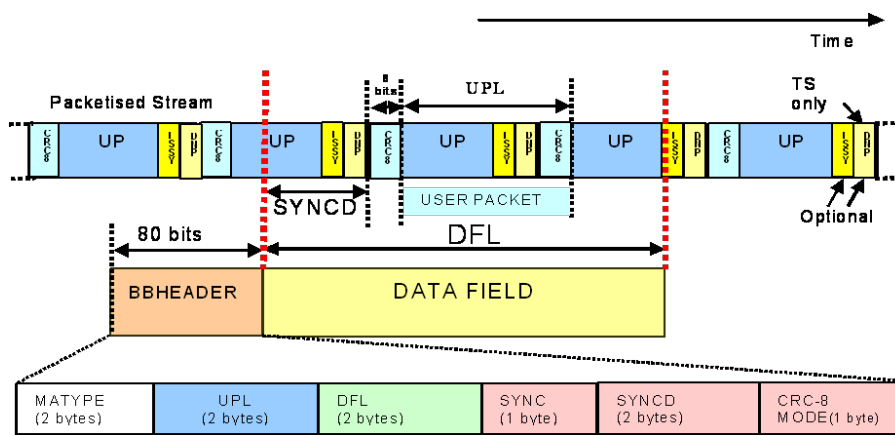 Time
8
bits
UPL
TS
only
Packetised Stream
CRC8 UP ISSY DNP CRC8 UP ISSY DNP CRC8 UP ISSY DNP CRC8 UP ISSY DNP CRC8 UP ISSY DNP
SYNCD
USER PACKET
Optional
80 bits
DFL
BBHEADER
DATA FIELD
MATYPE
(2 bytes)
UPL
(2 bytes)
DFL
(2 bytes)
SYNC
(1 byte)
SYNCD
(2 bytes)
CRC-8
MODE(1 byte)